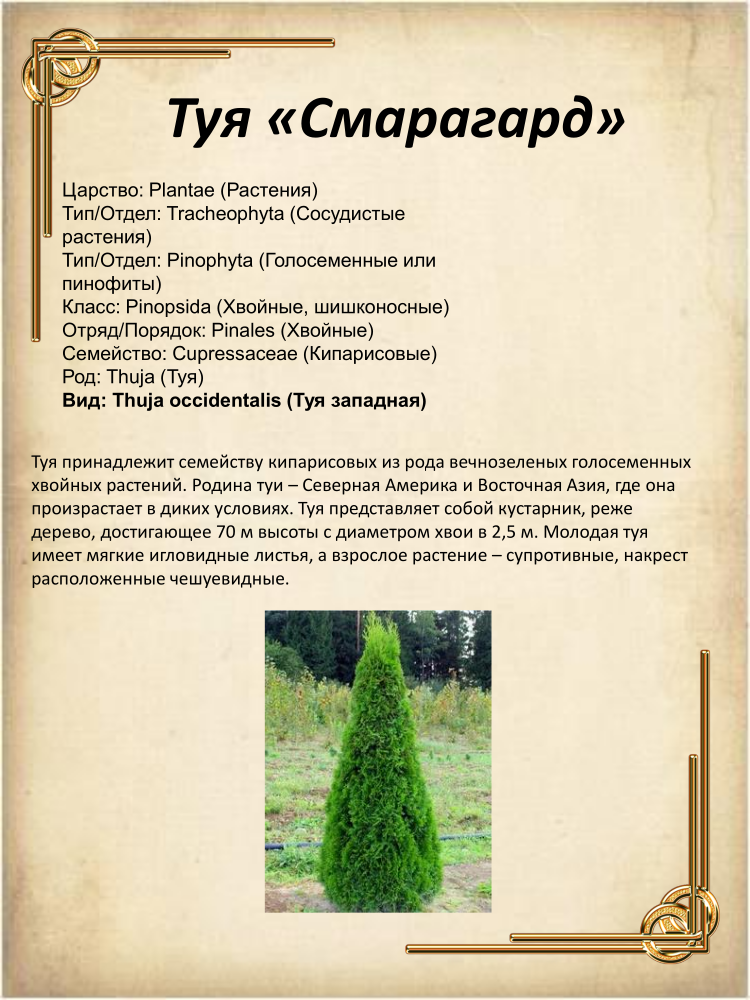 Туя «Смарагард»
Царство: Plantae (Растения)
Тип/Отдел: Tracheophyta (Сосудистые
растения)
Тип/Отдел: Pinophyta (Голосеменные или
пинофиты)
Класс: Pinopsida (Хвойные, шишконосные)
Отряд/Порядок: Pinales (Хвойные)
Семейство: Cupressaceae (Кипарисовые)
Род: Thuja (Туя)
Вид: Thuja occidentalis (Туя западная)
Туя принадлежит семейству кипарисовых из рода вечнозеленых голосеменных
хвойных растений. Родина туи – Северная Америка и Восточная Азия, где она
произрастает в диких условиях. Туя представляет собой кустарник, реже
дерево, достигающее 70 м высоты с диаметром хвои в 2,5 м. Молодая туя
имеет мягкие игловидные листья, а взрослое растение – супротивные, накрест
расположенные чешуевидные.